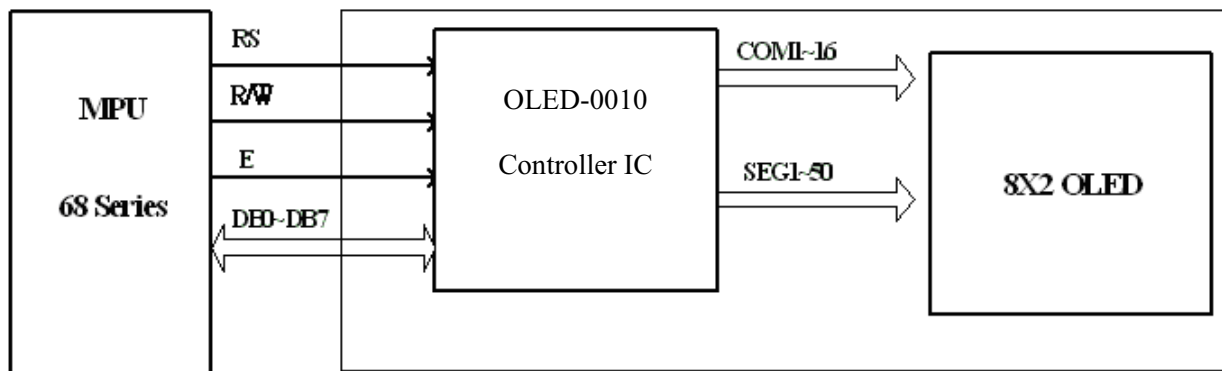 MPU
68 Series
RS
R/W
E
DB0~DB7
OLED-0010
Controller IC
COM1~16
SEG1~50
8X2 OLED